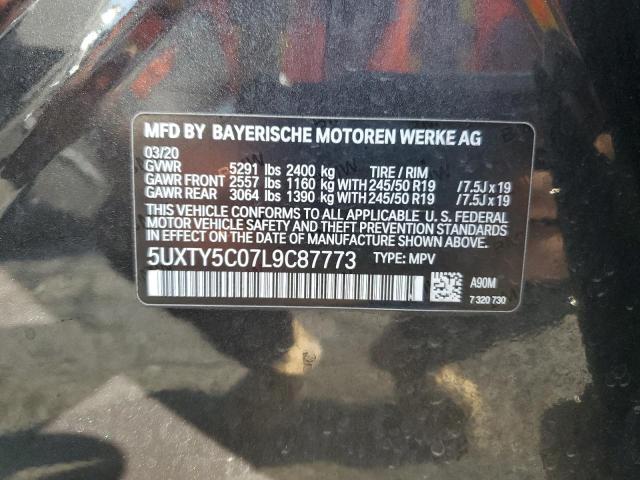 MFD BY BAYERISCHE MOTOREN WERKE AG
03/20
GVWR 5291 lbs 2400 kg TIRE / RIM
GAWR FRONT 2557 lbs 1160 kg WITH 245/50 R19 /7.5J x 19
GAWR REAR 3064 lbs 1390 kg WITH 245/50 R19 /7.5J x 19
THIS VEHICLE CONFORMS TO ALL APPLICABLE U. S. FEDERAL
MOTOR VEHICLE SAFETY AND THEFT PREVENTION STANDARDS
IN EFFECT ON THE DATE OF MANUFACTURE SHOWN ABOVE.
5UXTY5C07L9C87773 TYPE: MPV
A90M
7 320 730